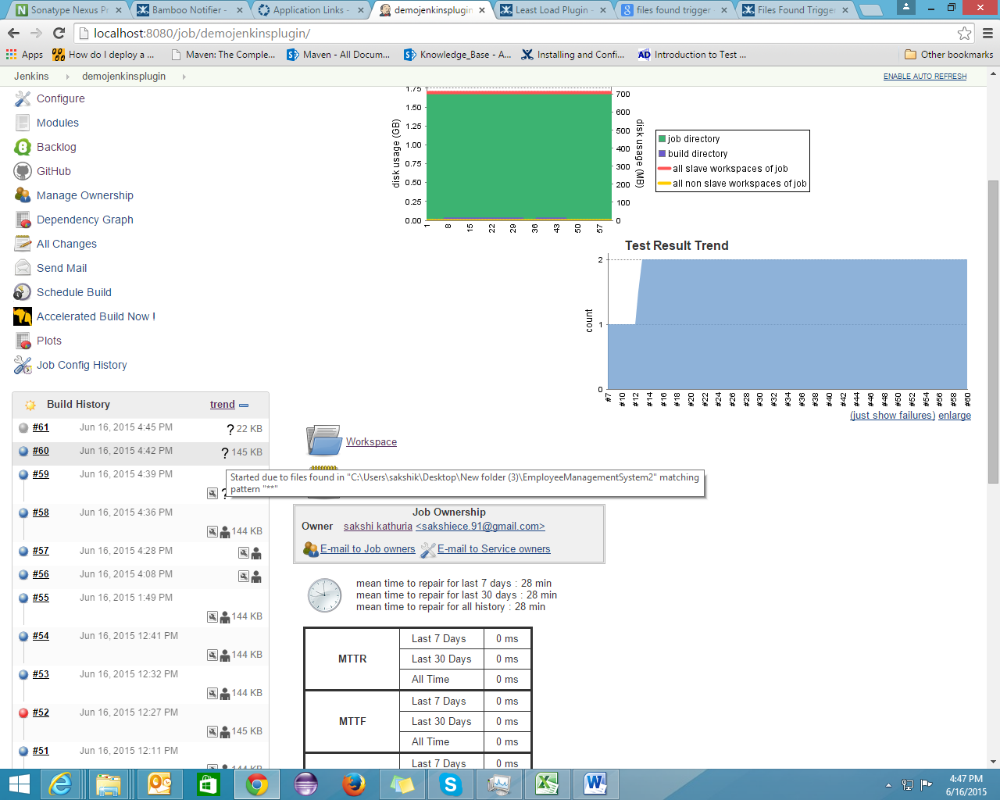 Sonatype Nexus Pr
Bamboo Notifier -
Application Links -
demojenkinsplugin
Least Load Plugin -
files found trigger
Files Found Trigger
localhost:8080/job/demojenkinsplugin/
Apps
How do I deploy a ...
Maven: The Comple...
Maven - All Docum...
Knowledge_Base - A...
Installing and Confi...
AD Introduction to Test ...
Other bookmarks
Jenkins
demojenkinsplugin
ENABLE AUTO REFRESH
Configure
Modules
Backlog
GitHub
Manage Ownership
Dependency Graph
All Changes
Send Mail
Schedule Build
Accelerated Build Now !
Plots
Job Config History
disk usage (GB)
1.75
1.50
1.25
1.00
0.75
0.50
0.25
0.00
1 8 15 22 29 36 43 50 57
700
600
500
400
300
200
100
0
disk usage (MB)
job directory
build directory
all slave workspaces of job
all non slave workspaces of job
Test Result Trend
count
2
1
0
#7 #10 #12 #14 #16 #18 #20 #22 #24 #26 #28 #30 #32 #34 #36 #38 #40 #42 #44 #46 #48 #50 #52 #54 #56 #58 #60
(just show failures) enlarge
Build History
trend
#61 Jun 16, 2015 4:45 PM
? 22 KB
#60 Jun 16, 2015 4:42 PM
? 145 KB
#59 Jun 16, 2015 4:39 PM
?
#58 Jun 16, 2015 4:36 PM
144 KB
#57 Jun 16, 2015 4:28 PM
#56 Jun 16, 2015 4:08 PM
#55 Jun 16, 2015 1:49 PM
144 KB
#54 Jun 16, 2015 12:41 PM
144 KB
#53 Jun 16, 2015 12:32 PM
144 KB
#52 Jun 16, 2015 12:27 PM
145 KB
#51 Jun 16, 2015 12:11 PM
144 KB
Workspace
Started due to files found in "C:\Users\sakshik\Desktop\New folder (3)\EmployeeManagementSystem2" matching
pattern "**"
Job Ownership
Owner sakshi kathuria <sakshiece.91@gmail.com>
E-mail to Job owners
E-mail to Service owners
mean time to repair for last 7 days : 28 min
mean time to repair for last 30 days : 28 min
mean time to repair for all history : 28 min
MTTR
Last 7 Days 0 ms
Last 30 Days 0 ms
All Time 0 ms
MTTF
Last 7 Days 0 ms
Last 30 Days 0 ms
All Time 0 ms
Last 7 Days 0 ms
4:47 PM
6/16/2015